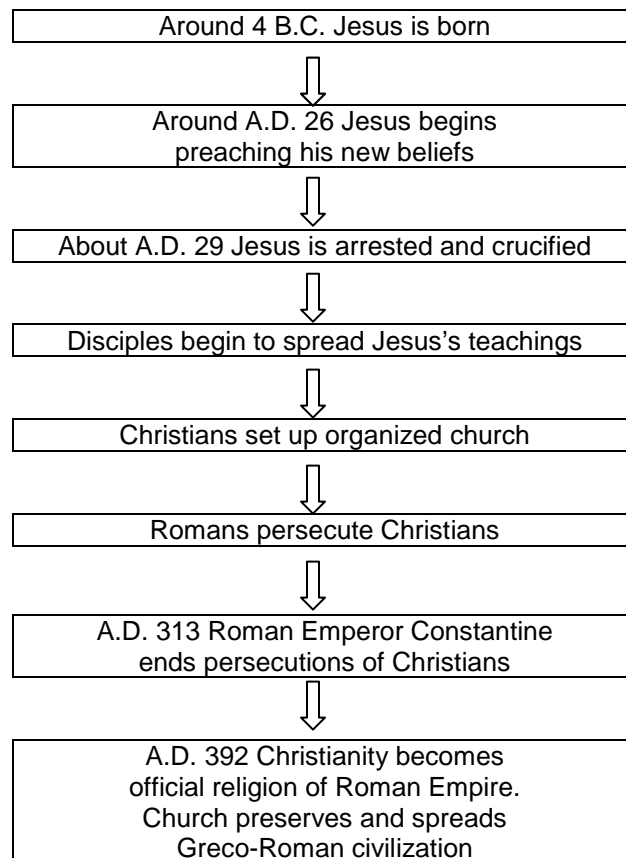 Around 4 B.C. Jesus is born
Around A.D. 26 Jesus begins
preaching his new beliefs
About A.D. 29 Jesus is arrested and crucified
Disciples begin to spread Jesus's teachings
Christians set up organized church
Romans persecute Christians
A.D. 313 Roman Emperor Constantine
ends persecutions of Christians
A.D. 392 Christianity becomes
official religion of Roman Empire.
Church preserves and spreads
Greco-Roman civilization